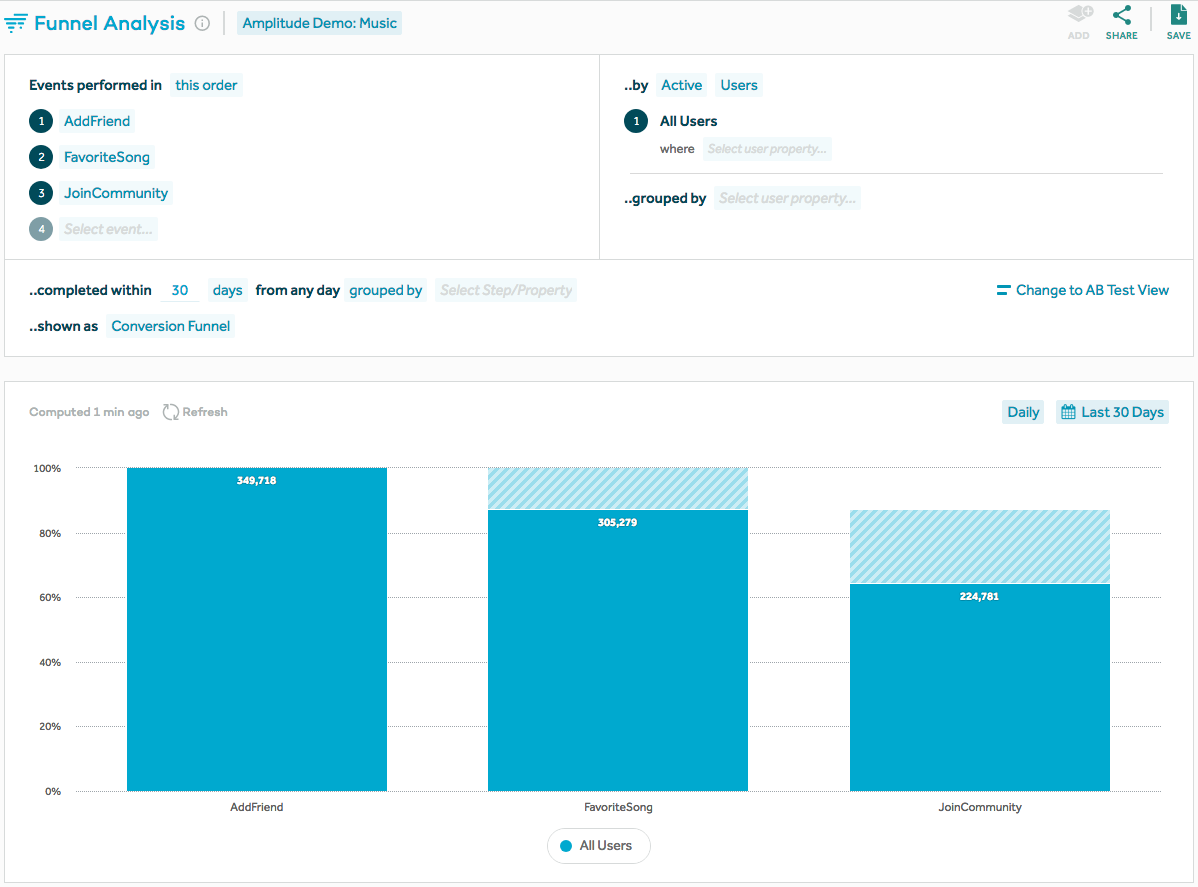 Funnel Analysis Amplitude Demo: Music
ADD SHARE SAVE
Events performed in this order
1 AddFriend
2 FavoriteSong
3 JoinCommunity
4 Select event...
..by Active Users
1 All Users
where Select user property...
..grouped by Select user property...
..completed within 30 days from any day grouped by Select Step/Property
Change to AB Test View
..shown as Conversion Funnel
Computed 1 min ago Refresh
Daily Last 30 Days
100%
80%
60%
40%
20%
0%
349,718
305,279
224,781
AddFriend FavoriteSong JoinCommunity
All Users